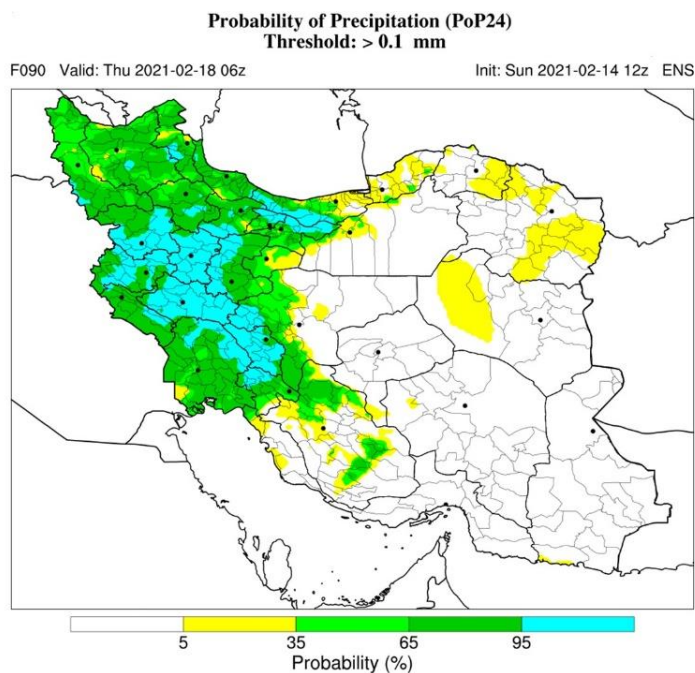 Probability of Precipitation (PoP24)
Threshold: > 0.1 mm
F090 Valid: Thu 2021-02-18 06z Init: Sun 2021-02-14 12z ENS
5 35 65 95
Probability (%)